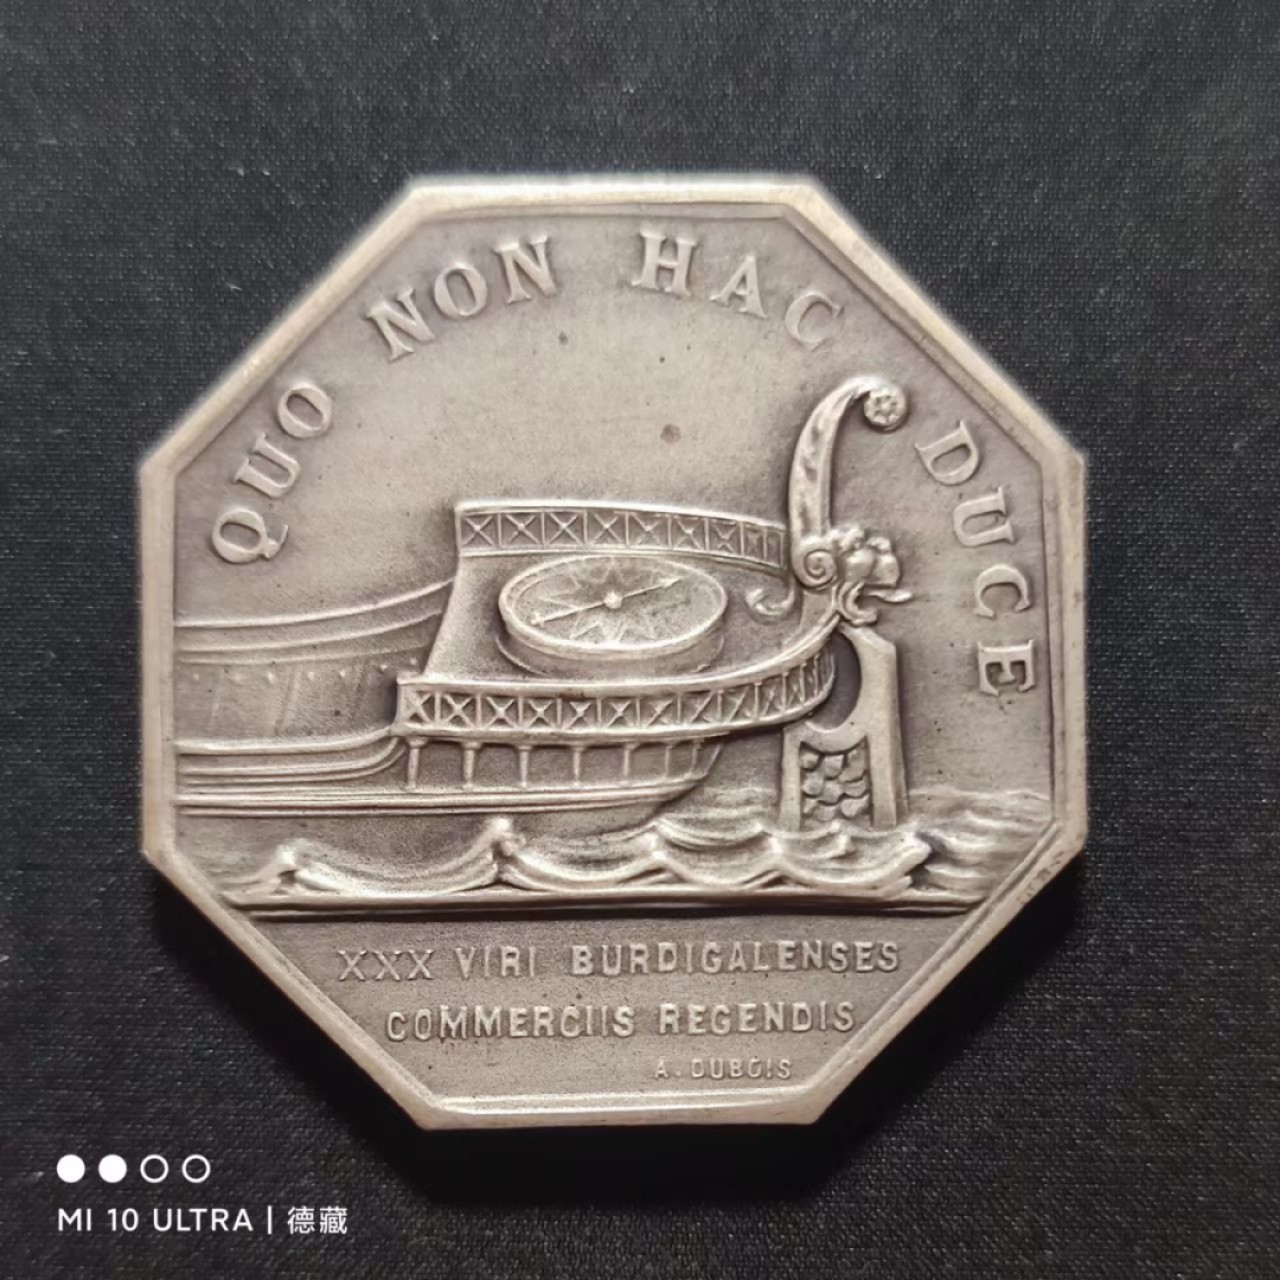 QUO NON HAC DUCE
XXX VIRI BURDIGALENSES
COMMERCIIS REGENDIS
A. DUBOIS
MI 10 ULTRA | 德藏